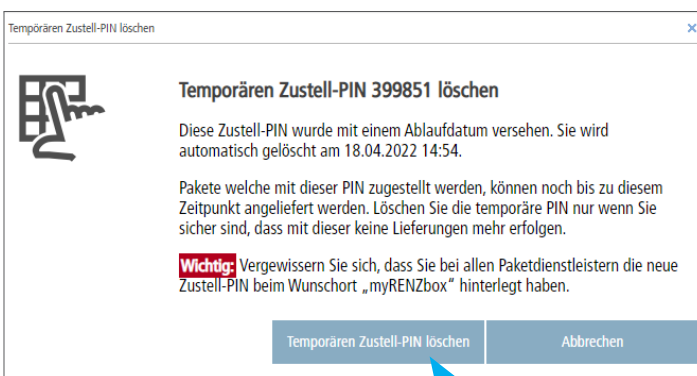 Tempörären Zustell-PIN löschen
Temporären Zustell-PIN 399851 löschen
Diese Zustell-PIN wurde mit einem Ablaufdatum versehen. Sie wird
automatisch gelöscht am 18.04.2022 14:54.
Pakete welche mit dieser PIN zugestellt werden, können noch bis zu diesem
Zeitpunkt angeliefert werden. Löschen Sie die temporäre PIN nur wenn Sie
sicher sind, dass mit dieser keine Lieferungen mehr erfolgen.
Wichtig: Vergewissern Sie sich, dass Sie bei allen Paketdienstleistern die neue
Zustell-PIN beim Wunschort „myRENZbox" hinterlegt haben.
Temporären Zustell-PIN löschen Abbrechen